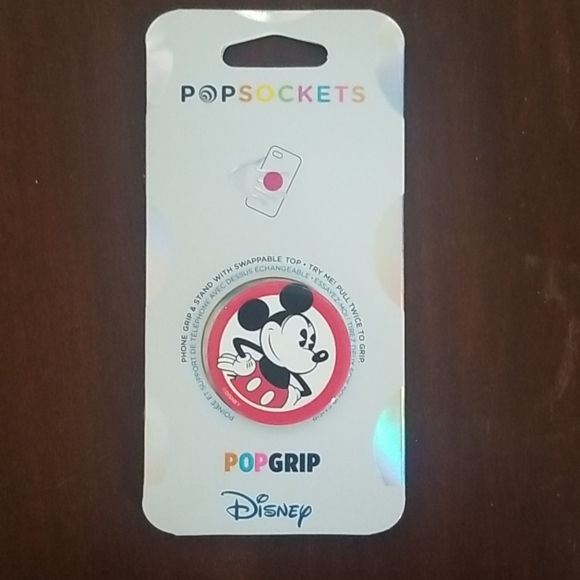 POPSOCKETS
PHONE GRIP & STAND WITH SWAPPABLE TOP • TRY ME! PULL TWICE TO GRIP
POIGNÉE ET SUPPORT DE TÉLÉPHONE AVEC DESSUS ÉCHANGEABLE • ESSAYEZ-MOI! TIREZ
POPGRIP
Disney